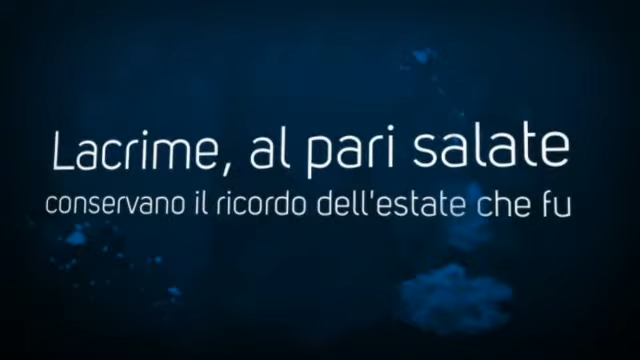 Lacrime, al pari salate
conservano il ricordo dell'estate che fu